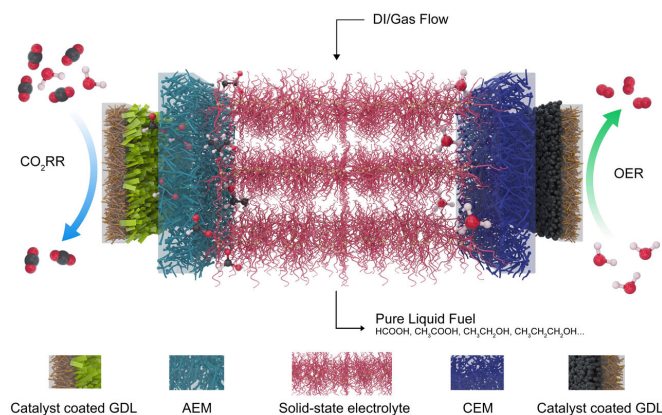 DI/Gas Flow
CO₂RR
OER
Pure Liquid Fuel
HCOOH, CH₃COOH, CH₃CH₂OH, CH₃CH₂CH₂OH...
Catalyst coated GDL
AEM
Solid-state electrolyte
CEM
Catalyst coated GDL